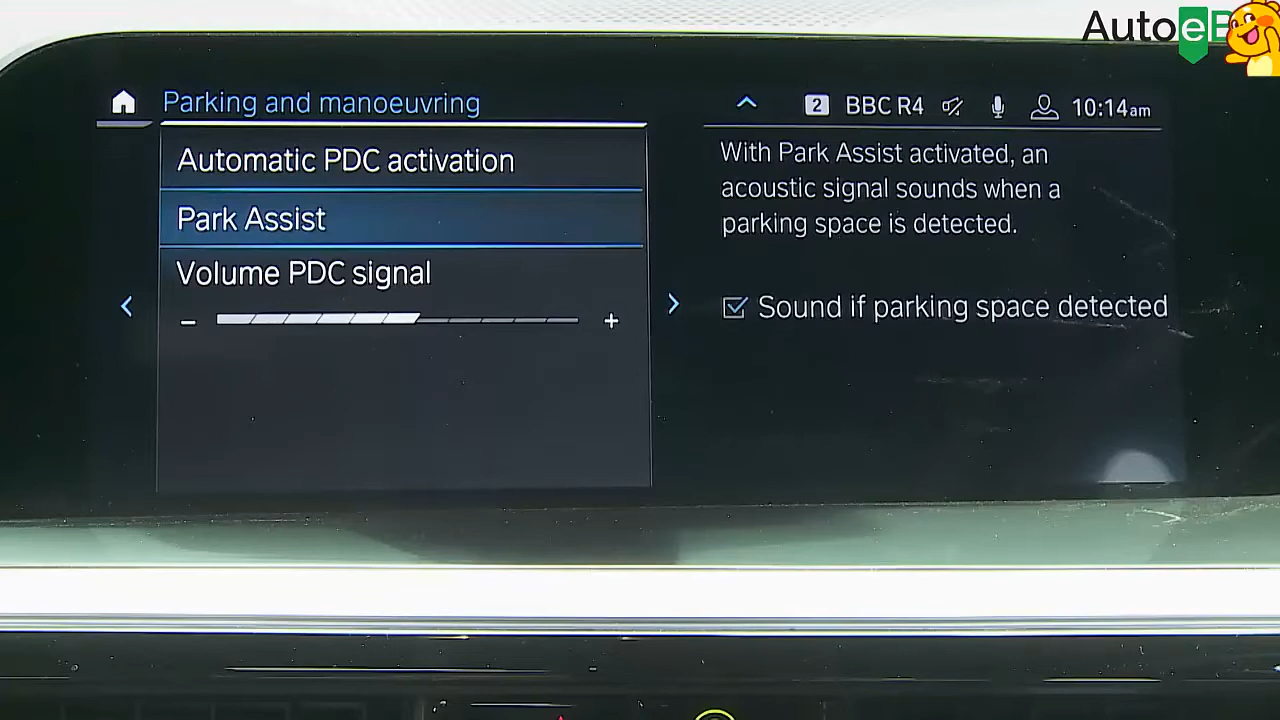 AutoeB
Parking and manoeuvring
2 BBC R4 10:14am
Automatic PDC activation
Park Assist
Volume PDC signal
- +
With Park Assist activated, an
acoustic signal sounds when a
parking space is detected.
Sound if parking space detected